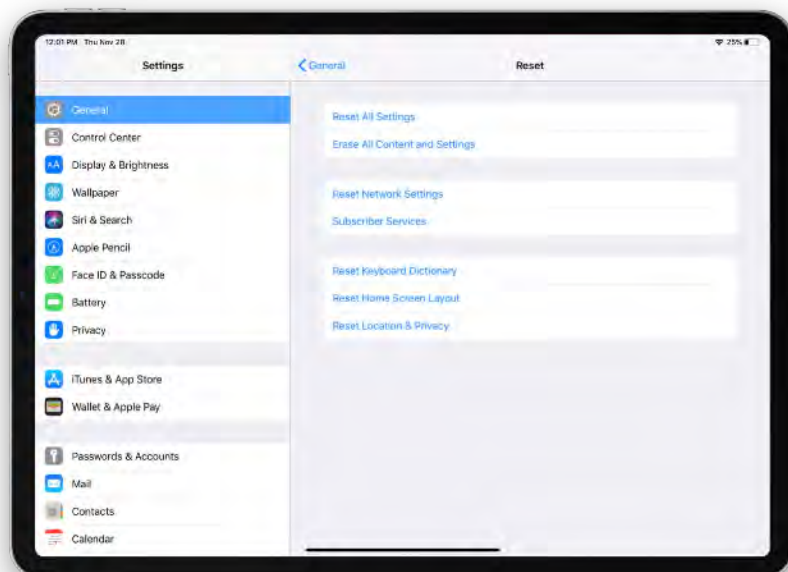 12:01 PM Thu Nov 28
25%
Settings
General
Reset
General
Control Center
Display & Brightness
Wallpaper
Siri & Search
Apple Pencil
Face ID & Passcode
Battery
Privacy
iTunes & App Store
Wallet & Apple Pay
Passwords & Accounts
Mail
Contacts
Calendar
Reset All Settings
Erase All Content and Settings
Reset Network Settings
Subscriber Services
Reset Keyboard Dictionary
Reset Home Screen Layout
Reset Location & Privacy